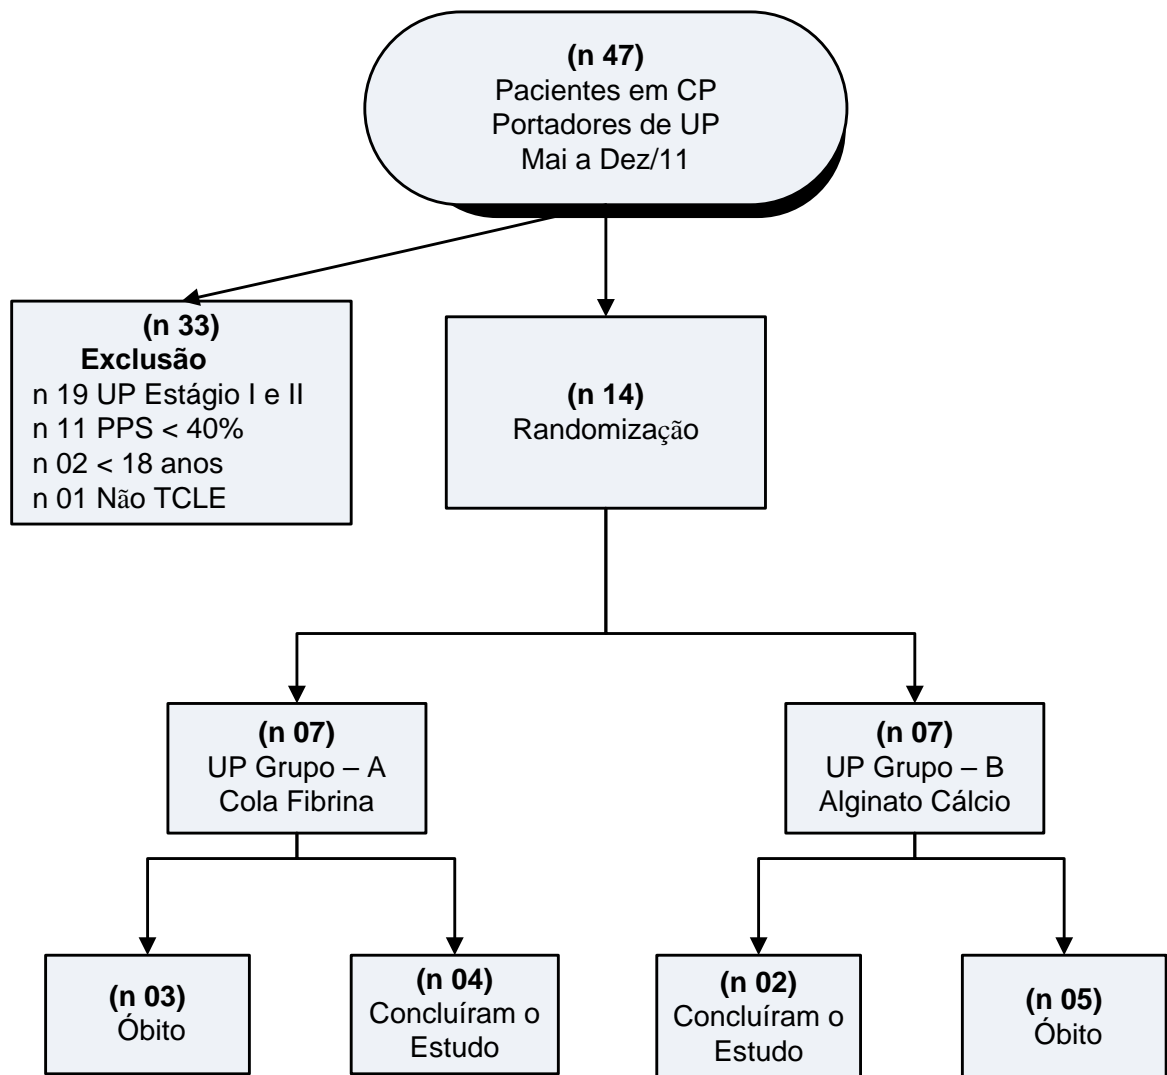 (n 47)
Pacientes em CP
Portadores de UP
Mai a Dez/11
(n 33)
Exclusão
n 19 UP Estágio I e II
n 11 PPS < 40%
n 02 < 18 anos
n 01 Não TCLE
(n 14)
Randomização
(n 07)
UP Grupo – A
Cola Fibrina
(n 07)
UP Grupo – B
Alginato Cálcio
(n 03)
Óbito
(n 04)
Concluíram o
Estudo
(n 02)
Concluíram o
Estudo
(n 05)
Óbito